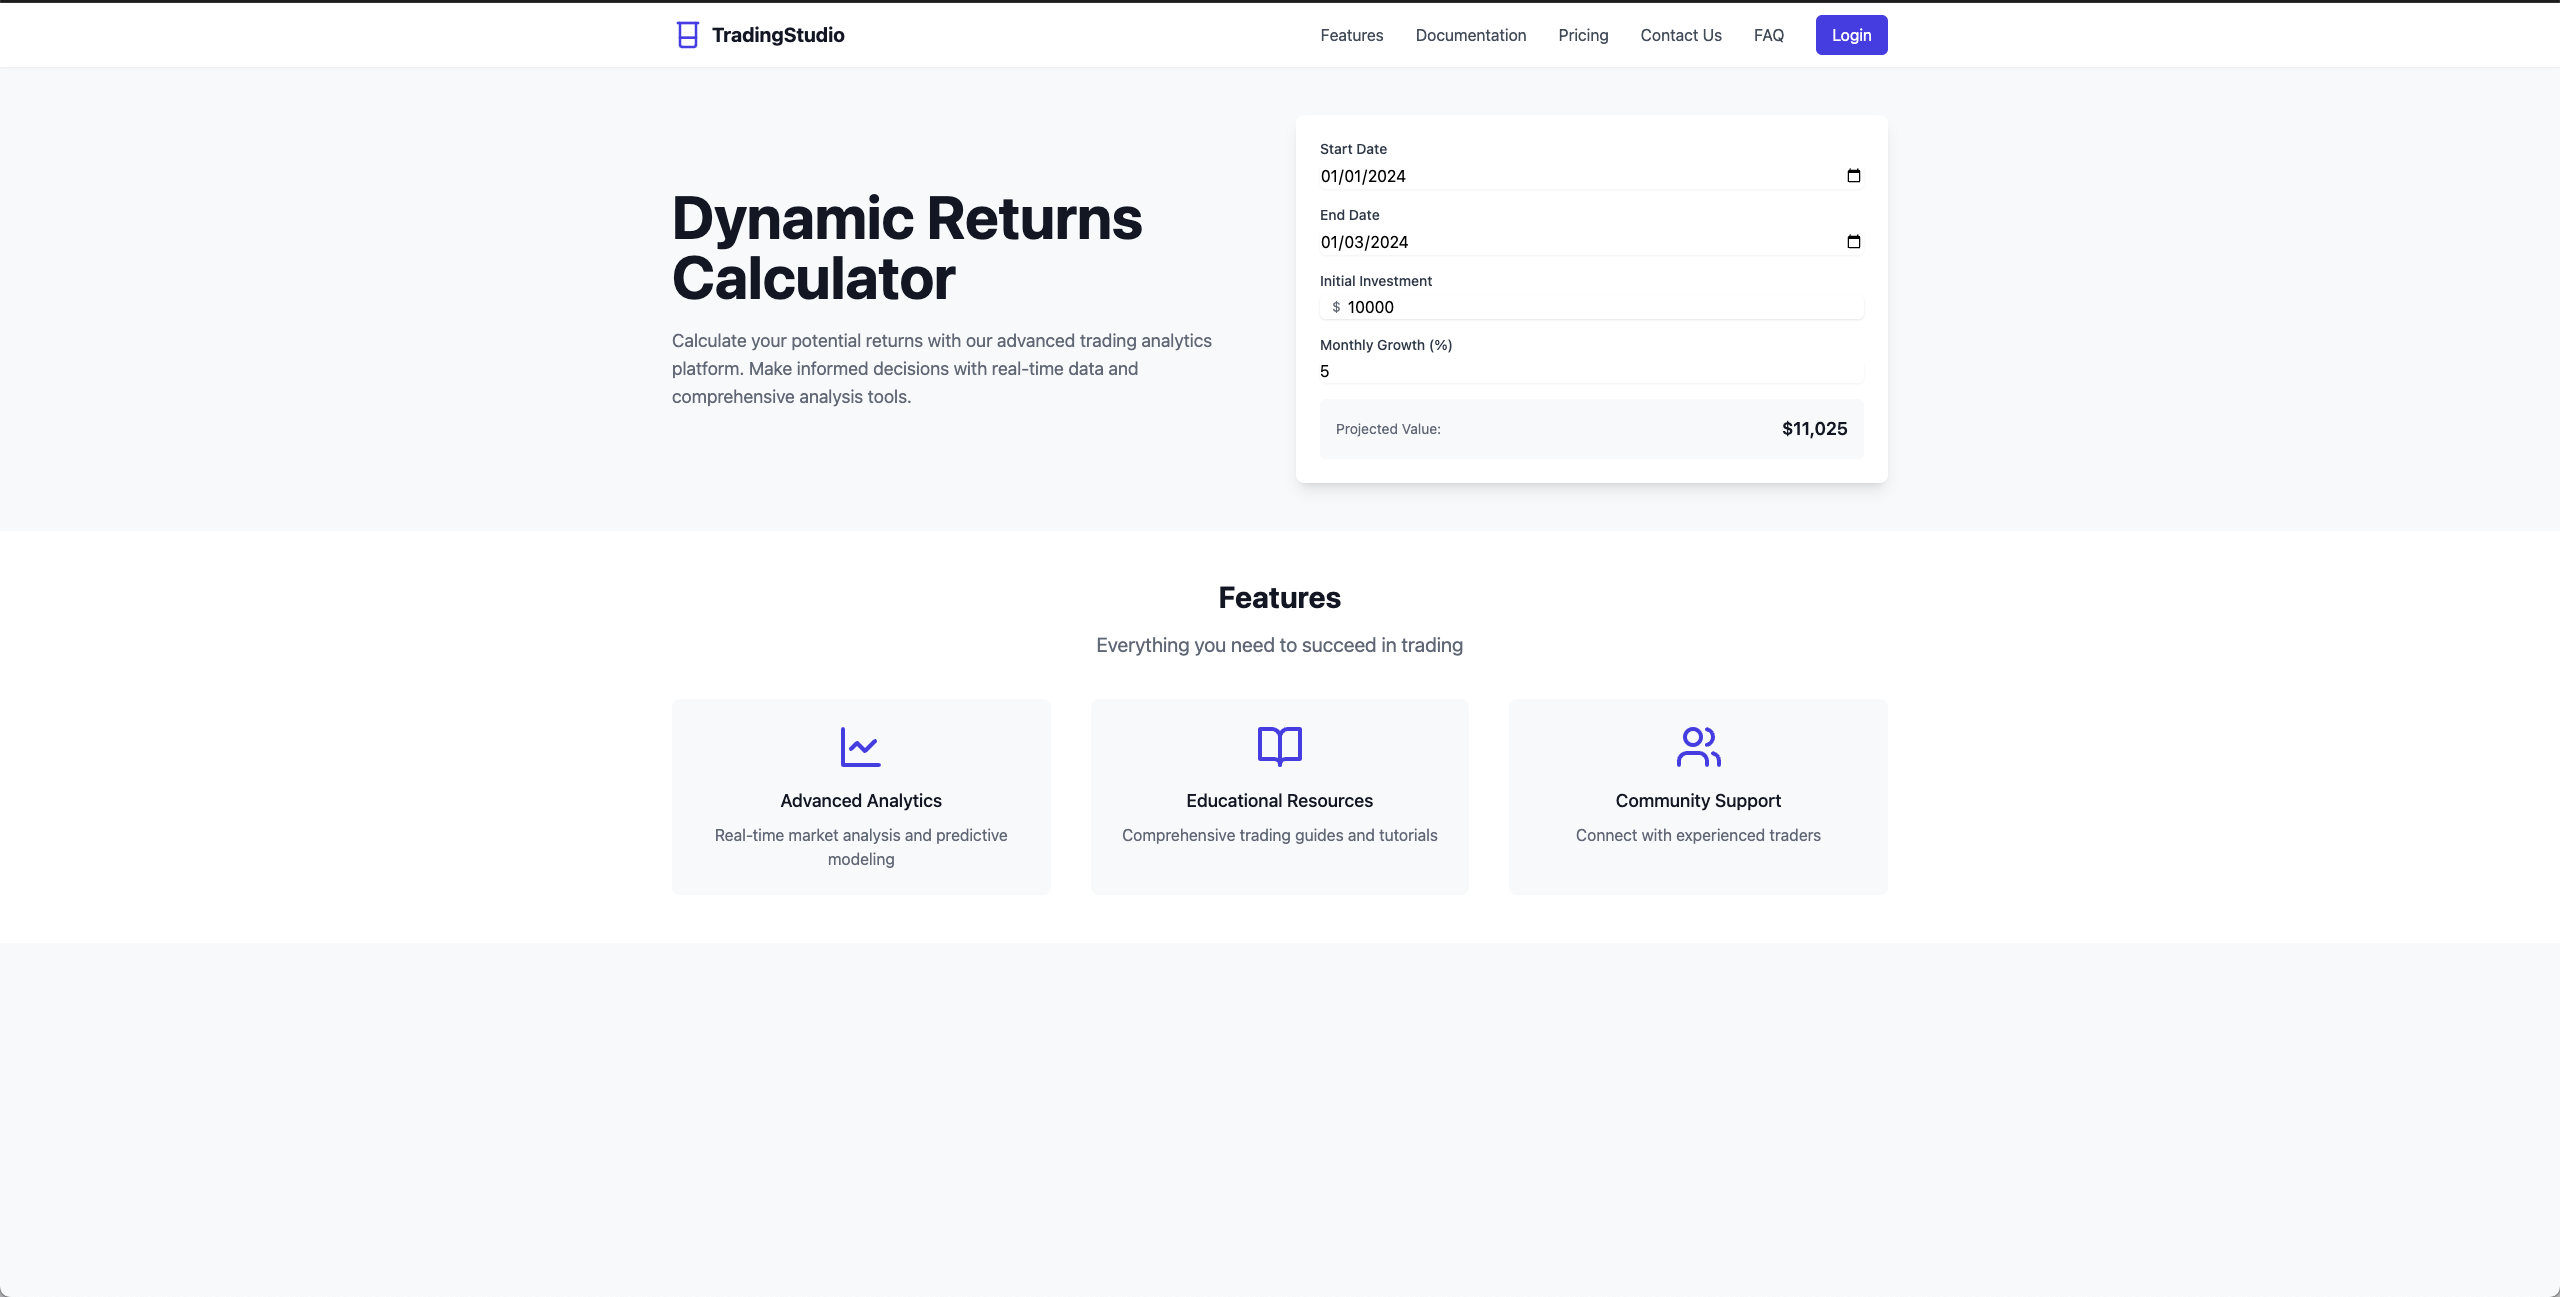 TradingStudio
Features
Documentation
Pricing
Contact Us
FAQ
Login
Dynamic Returns
Calculator
Calculate your potential returns with our advanced trading analytics
platform. Make informed decisions with real-time data and
comprehensive analysis tools.
Start Date
01/01/2024
End Date
01/03/2024
Initial Investment
$ 10000
Monthly Growth (%)
5
Projected Value: $11,025
Features
Everything you need to succeed in trading
Advanced Analytics
Real-time market analysis and predictive
modeling
Educational Resources
Comprehensive trading guides and tutorials
Community Support
Connect with experienced traders